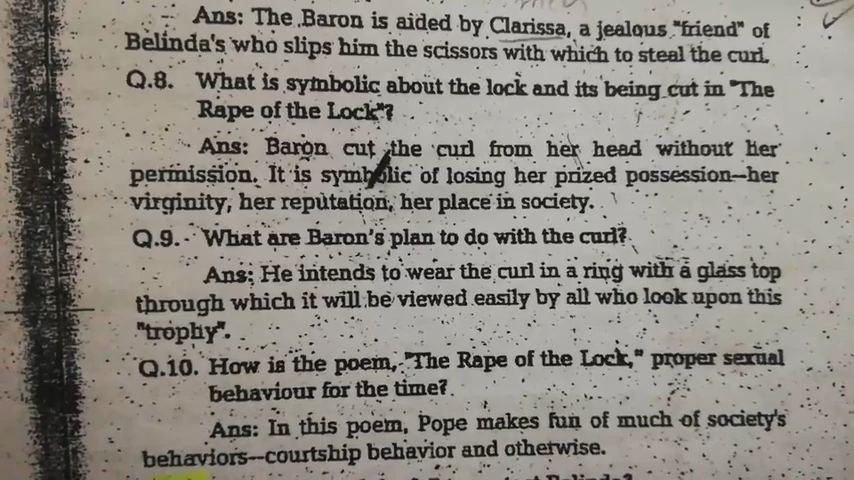 Ans: The Baron is aided by Clarissa, a jealous "friend" of
Belinda's who slips him the scissors with which to steal the curl.
Q.8. What is symbolic about the lock and its being cut in "The
Rape of the Lock"?
Ans: Baron cut the curl from her head without her
permission. It is symbolic of losing her prized possession--her
virginity, her reputation, her place in society.
Q.9. What are Baron's plan to do with the curl?
Ans: He intends to wear the curl in a ring with a glass top
through which it will be viewed easily by all who look upon this
"trophy".
Q.10. How is the poem, "The Rape of the Lock," proper sexual
behaviour for the time?
Ans: In this poem, Pope makes fun of much of society's
behaviors--courtship behavior and otherwise.